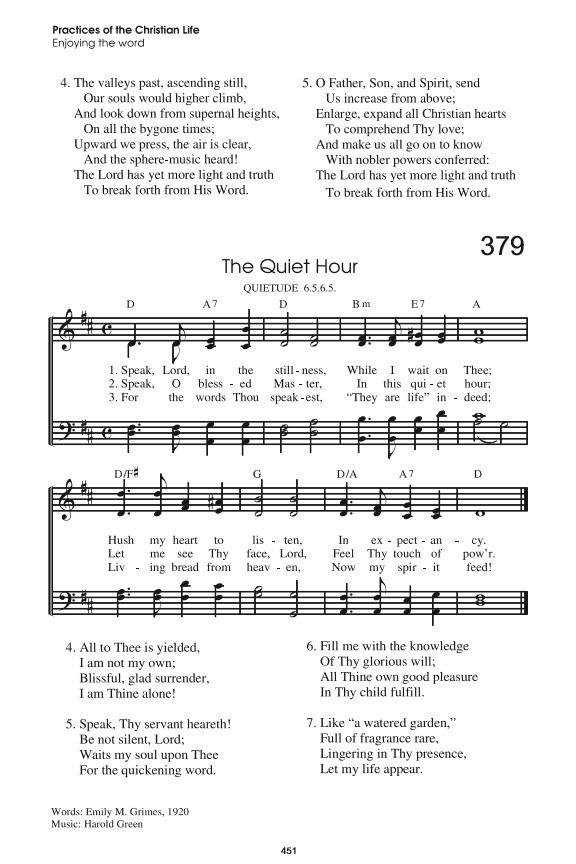 Practices of the Christian Life
Enjoying the word
4. The valleys past, ascending still,
Our souls would higher climb,
And look down from supernal heights,
On all the bygone times;
Upward we press, the air is clear,
And the sphere-music heard!
The Lord has yet more light and truth
To break forth from His Word.
5. O Father, Son, and Spirit, send
Us increase from above;
Enlarge, expand all Christian hearts
To comprehend Thy love;
And make us all go on to know
With nobler powers conferred:
The Lord has yet more light and truth
To break forth from His Word.
379
The Quiet Hour
QUIETUDE 6.5.6.5.
D A7 D Bm E7 A
1. Speak, Lord, in the still - ness, While I wait on Thee;
2. Speak, O bless - ed Mas - ter, In this qui - et hour;
3. For the words Thou speak - est, “They are life” in - deed;
D/F♯ G D/A A7 D
Hush my heart to lis - ten, In ex - pect - an - cy.
Let me see Thy face, Lord, Feel Thy touch of pow'r.
Liv - ing bread from heav - en, Now my spir - it feed!
4. All to Thee is yielded,
I am not my own;
Blissful, glad surrender,
I am Thine alone!
5. Speak, Thy servant heareth!
Be not silent, Lord;
Waits my soul upon Thee
For the quickening word.
6. Fill me with the knowledge
Of Thy glorious will;
All Thine own good pleasure
In Thy child fulfill.
7. Like “a watered garden,”
Full of fragrance rare,
Lingering in Thy presence,
Let my life appear.
Words: Emily M. Grimes, 1920
Music: Harold Green
451